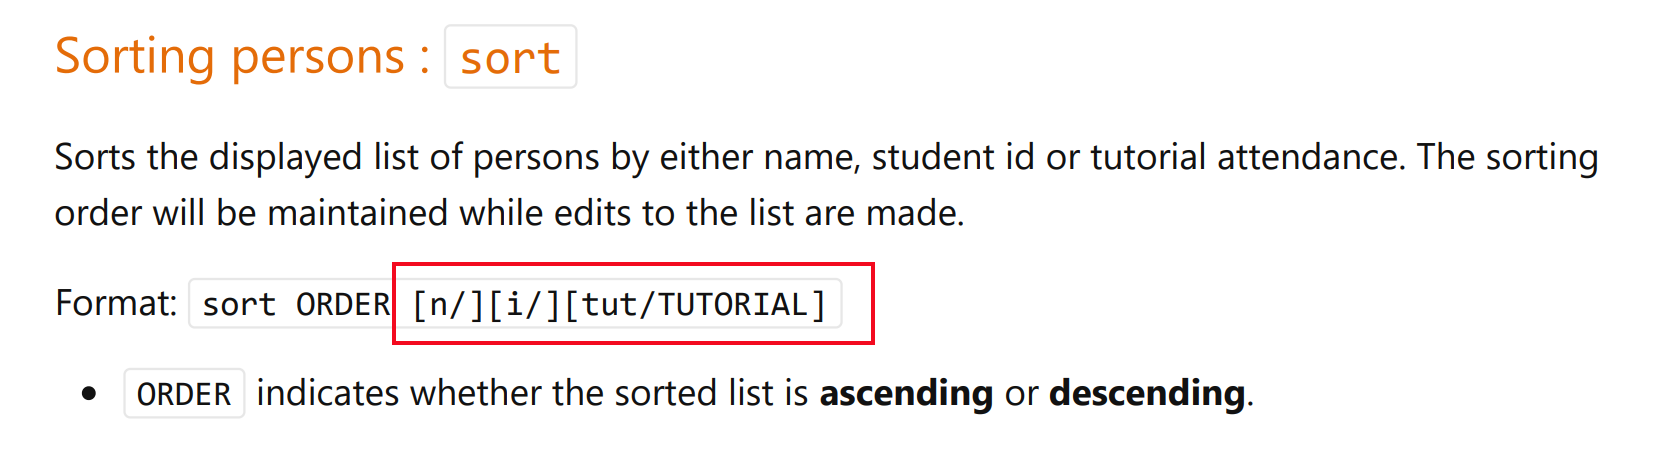 Sorting persons : sort
Sorts the displayed list of persons by either name, student id or tutorial attendance. The sorting
order will be maintained while edits to the list are made.
Format: sort ORDER [n/][i/][tut/TUTORIAL]
• ORDER indicates whether the sorted list is ascending or descending.